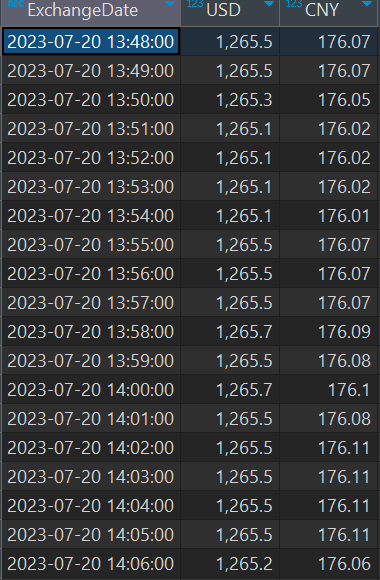 ABC ExchangeDate 123 USD 123 CNY
2023-07-20 13:48:00 1,265.5 176.07
2023-07-20 13:49:00 1,265.5 176.07
2023-07-20 13:50:00 1,265.3 176.05
2023-07-20 13:51:00 1,265.1 176.02
2023-07-20 13:52:00 1,265.1 176.02
2023-07-20 13:53:00 1,265.1 176.02
2023-07-20 13:54:00 1,265.1 176.01
2023-07-20 13:55:00 1,265.5 176.07
2023-07-20 13:56:00 1,265.5 176.07
2023-07-20 13:57:00 1,265.5 176.07
2023-07-20 13:58:00 1,265.7 176.09
2023-07-20 13:59:00 1,265.5 176.08
2023-07-20 14:00:00 1,265.7 176.1
2023-07-20 14:01:00 1,265.5 176.08
2023-07-20 14:02:00 1,265.5 176.11
2023-07-20 14:03:00 1,265.5 176.11
2023-07-20 14:04:00 1,265.5 176.11
2023-07-20 14:05:00 1,265.5 176.11
2023-07-20 14:06:00 1,265.2 176.06